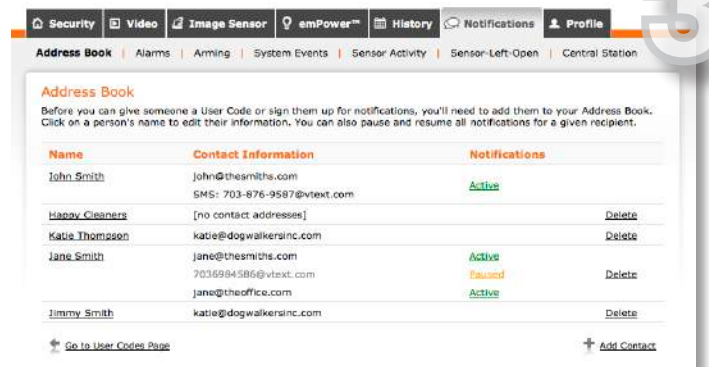 Security Video Image Sensor emPower™ History Notifications Profile
Address Book | Alarms | Arming | System Events | Sensor Activity | Sensor-Left-Open | Central Station
Address Book
Before you can give someone a User Code or sign them up for notifications, you'll need to add them to your Address Book.
Click on a person's name to edit their information. You can also pause and resume all notifications for a given recipient.
Name Contact Information Notifications
John Smith john@thesmiths.com
Active
SMS: 703-876-9587@vtext.com
Happy Cleaners [no contact addresses] Delete
Katie Thompson katie@dogwalkersinc.com Delete
Jane Smith jane@thesmiths.com Active
7036984586@vtext.com Paused Delete
jane@theoffice.com Active
Jimmy Smith katie@dogwalkersinc.com Delete
Go to User Codes Page Add Contact